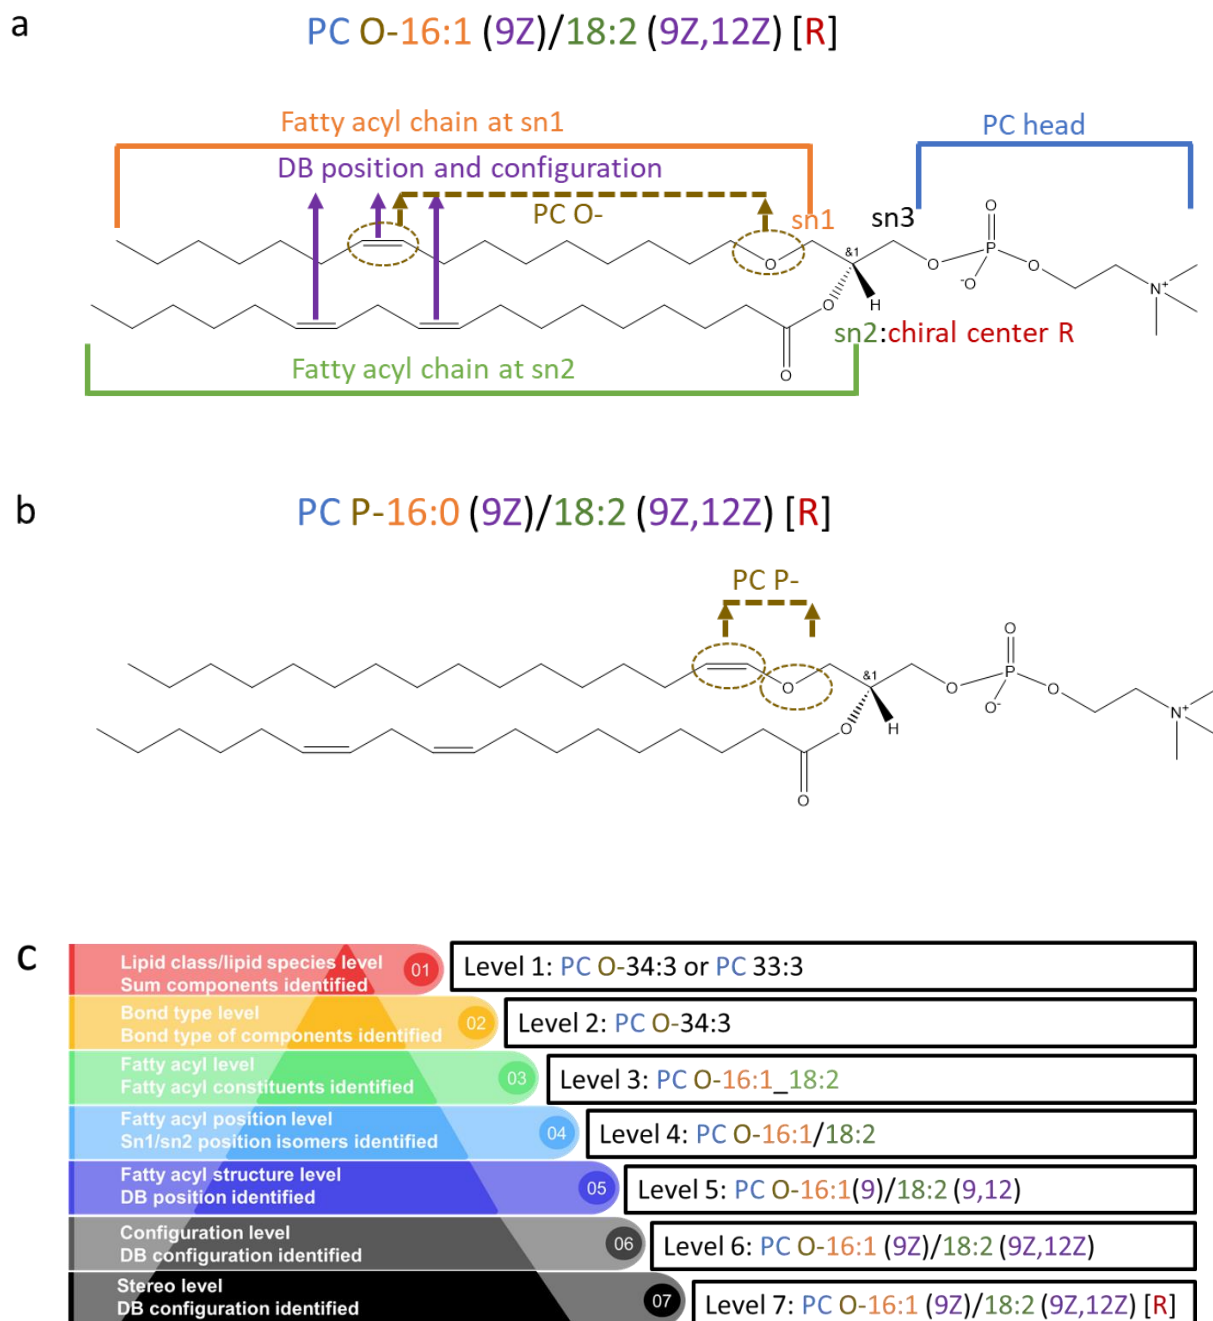 a
PC O-16:1 (9Z)/18:2 (9Z,12Z) [R]
Fatty acyl chain at sn1
PC head
DB position and configuration
PC O-
sn1
sn3
O
P
O
O
-O
N+
&1
O
H
O
O
sn2:chiral center R
Fatty acyl chain at sn2
b
PC P-16:0 (9Z)/18:2 (9Z,12Z) [R]
PC P-
O
P
O
O
O-
N+
&1
O
H
O
O
c
Lipid class/lipid species level
Sum components identified
01
Level 1: PC O-34:3 or PC 33:3
Bond type level
Bond type of components identified
02
Level 2: PC O-34:3
Fatty acyl level
Fatty acyl constituents identified
03
Level 3: PC O-16:1_18:2
Fatty acyl position level
Sn1/sn2 position isomers identified
04
Level 4: PC O-16:1/18:2
Fatty acyl structure level
DB position identified
05
Level 5: PC O-16:1(9)/18:2 (9,12)
Configuration level
DB configuration identified
06
Level 6: PC O-16:1 (9Z)/18:2 (9Z,12Z)
Stereo level
DB configuration identified
07
Level 7: PC O-16:1 (9Z)/18:2 (9Z,12Z) [R]